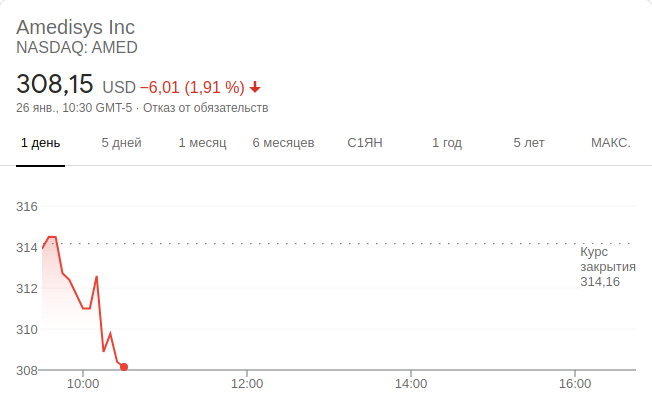 Amedisys Inc
NASDAQ: AMED
308,15 USD −6,01 (1,91 %)
26 янв., 10:30 GMT-5 · Отказ от обязательств
1 день 5 дней 1 месяц 6 месяцев С1ЯН 1 год 5 лет МАКС.
316
314
312
310
308
Курс
закрытия
314,16
10:00 12:00 14:00 16:00